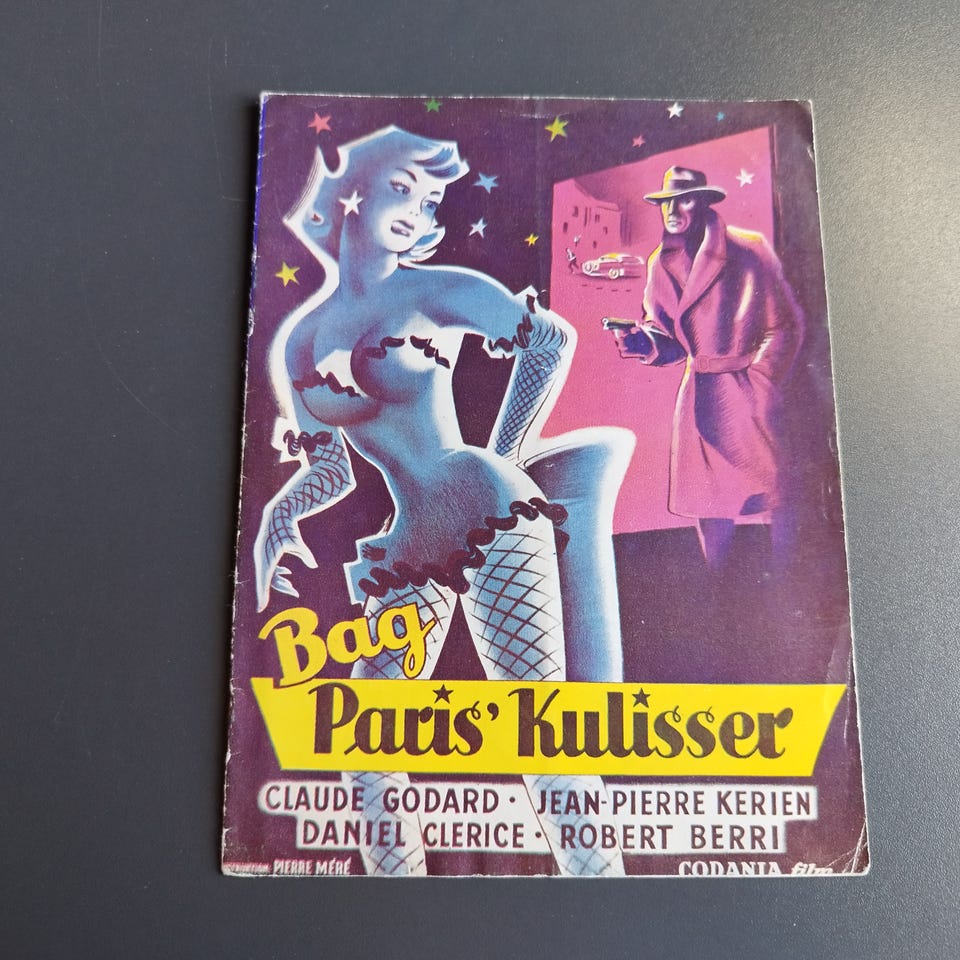 Bag
Paris' Kulisser
CLAUDE GODARD · JEAN-PIERRE KERIEN
DANIEL CLERICE · ROBERT BERRI
PIERRE MÉRÉ
CODANIA film